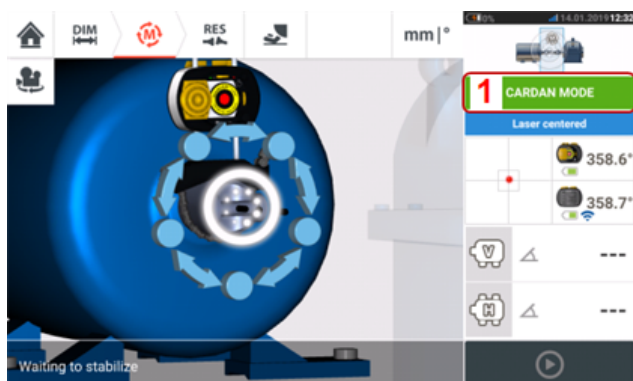 DIM
M
RES
mm|°
0%
14.01.2019 12:32
1 CARDAN MODE
Laser centered
358.6°
358.7°
V ---
H ---
Waiting to stabilize